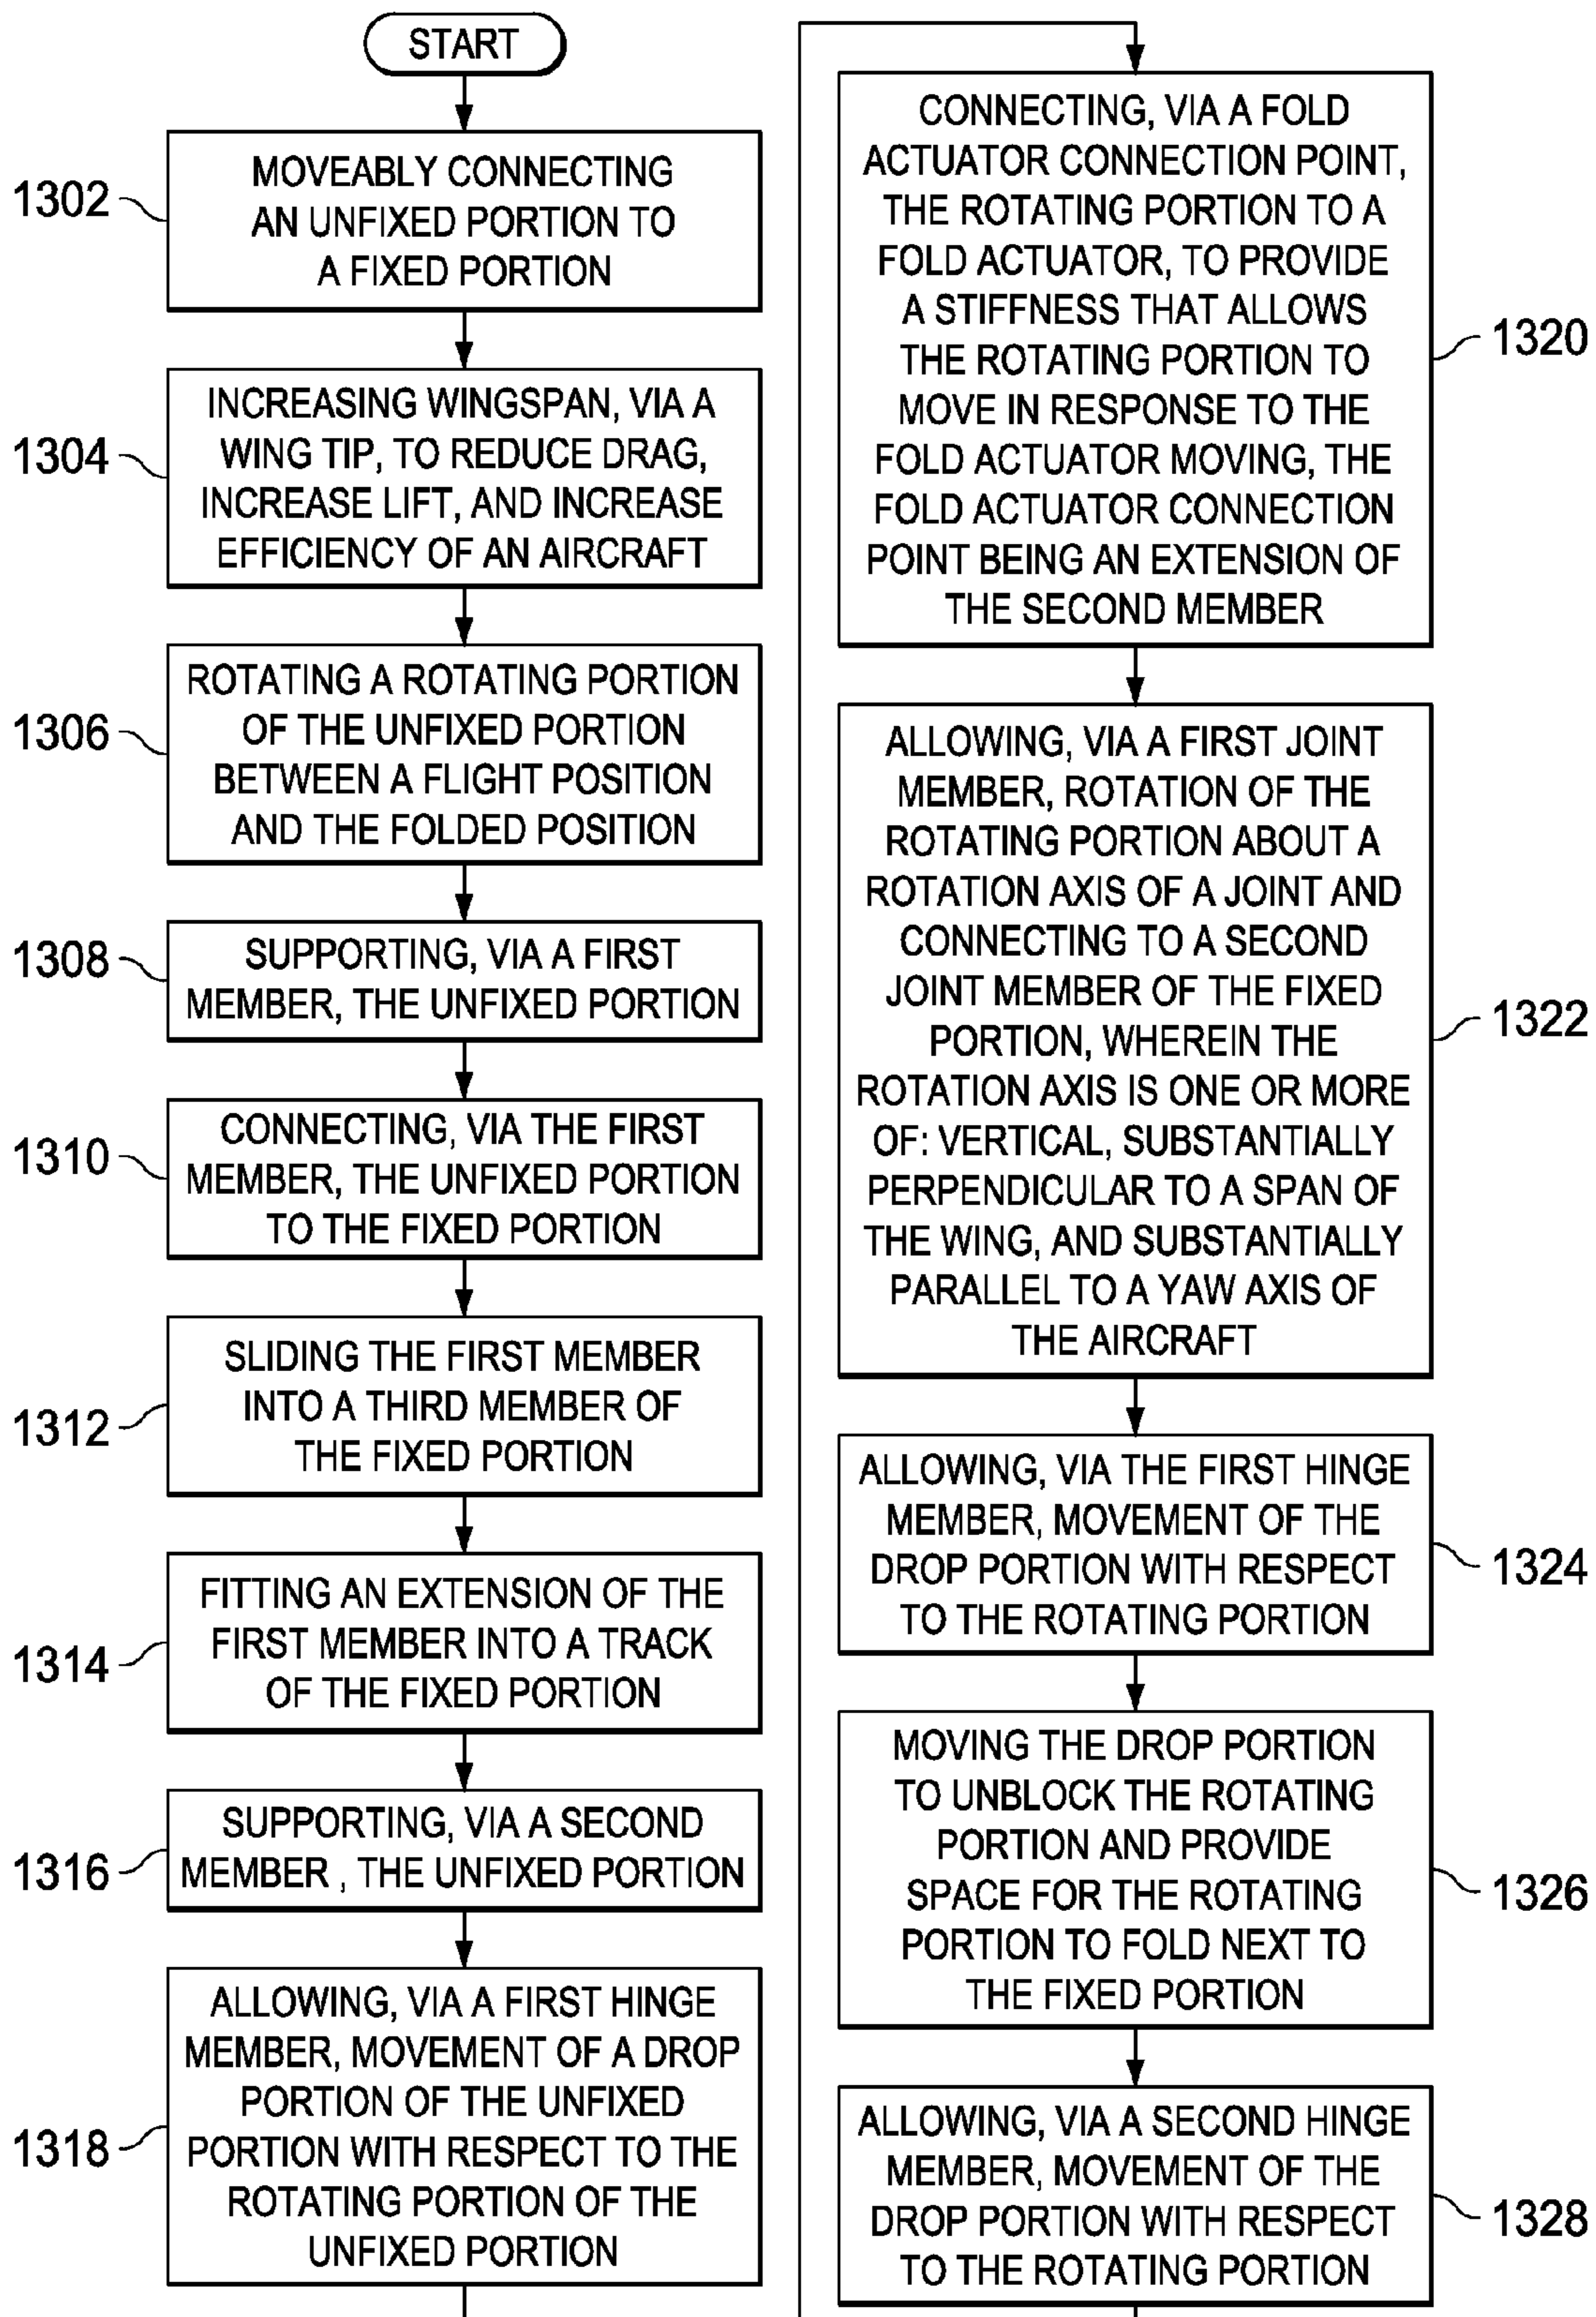 START
1302
MOVEABLY CONNECTING
AN UNFIXED PORTION TO
A FIXED PORTION
1304
INCREASING WINGSPAN, VIA A
WING TIP, TO REDUCE DRAG,
INCREASE LIFT, AND INCREASE
EFFICIENCY OF AN AIRCRAFT
1306
ROTATING A ROTATING PORTION
OF THE UNFIXED PORTION
BETWEEN A FLIGHT POSITION
AND THE FOLDED POSITION
1308
SUPPORTING, VIA A FIRST
MEMBER, THE UNFIXED PORTION
1310
CONNECTING, VIA THE FIRST
MEMBER, THE UNFIXED PORTION
TO THE FIXED PORTION
1312
SLIDING THE FIRST MEMBER
INTO A THIRD MEMBER OF
THE FIXED PORTION
1314
FITTING AN EXTENSION OF THE
FIRST MEMBER INTO A TRACK
OF THE FIXED PORTION
1316
SUPPORTING, VIA A SECOND
MEMBER , THE UNFIXED PORTION
1318
ALLOWING, VIA A FIRST HINGE
MEMBER, MOVEMENT OF A DROP
PORTION OF THE UNFIXED
PORTION WITH RESPECT TO THE
ROTATING PORTION OF THE
UNFIXED PORTION
CONNECTING, VIA A FOLD
ACTUATOR CONNECTION POINT,
THE ROTATING PORTION TO A
FOLD ACTUATOR, TO PROVIDE
A STIFFNESS THAT ALLOWS
THE ROTATING PORTION TO
MOVE IN RESPONSE TO THE
FOLD ACTUATOR MOVING, THE
FOLD ACTUATOR CONNECTION
POINT BEING AN EXTENSION OF
THE SECOND MEMBER
1320
ALLOWING, VIA A FIRST JOINT
MEMBER, ROTATION OF THE
ROTATING PORTION ABOUT A
ROTATION AXIS OF A JOINT AND
CONNECTING TO A SECOND
JOINT MEMBER OF THE FIXED
PORTION, WHEREIN THE
ROTATION AXIS IS ONE OR MORE
OF: VERTICAL, SUBSTANTIALLY
PERPENDICULAR TO A SPAN OF
THE WING, AND SUBSTANTIALLY
PARALLEL TO A YAW AXIS OF
THE AIRCRAFT
1322
ALLOWING, VIA THE FIRST HINGE
MEMBER, MOVEMENT OF THE
DROP PORTION WITH RESPECT
TO THE ROTATING PORTION
1324
MOVING THE DROP PORTION
TO UNBLOCK THE ROTATING
PORTION AND PROVIDE
SPACE FOR THE ROTATING
PORTION TO FOLD NEXT TO
THE FIXED PORTION
1326
ALLOWING, VIA A SECOND HINGE
MEMBER, MOVEMENT OF THE
DROP PORTION WITH RESPECT
TO THE ROTATING PORTION
1328